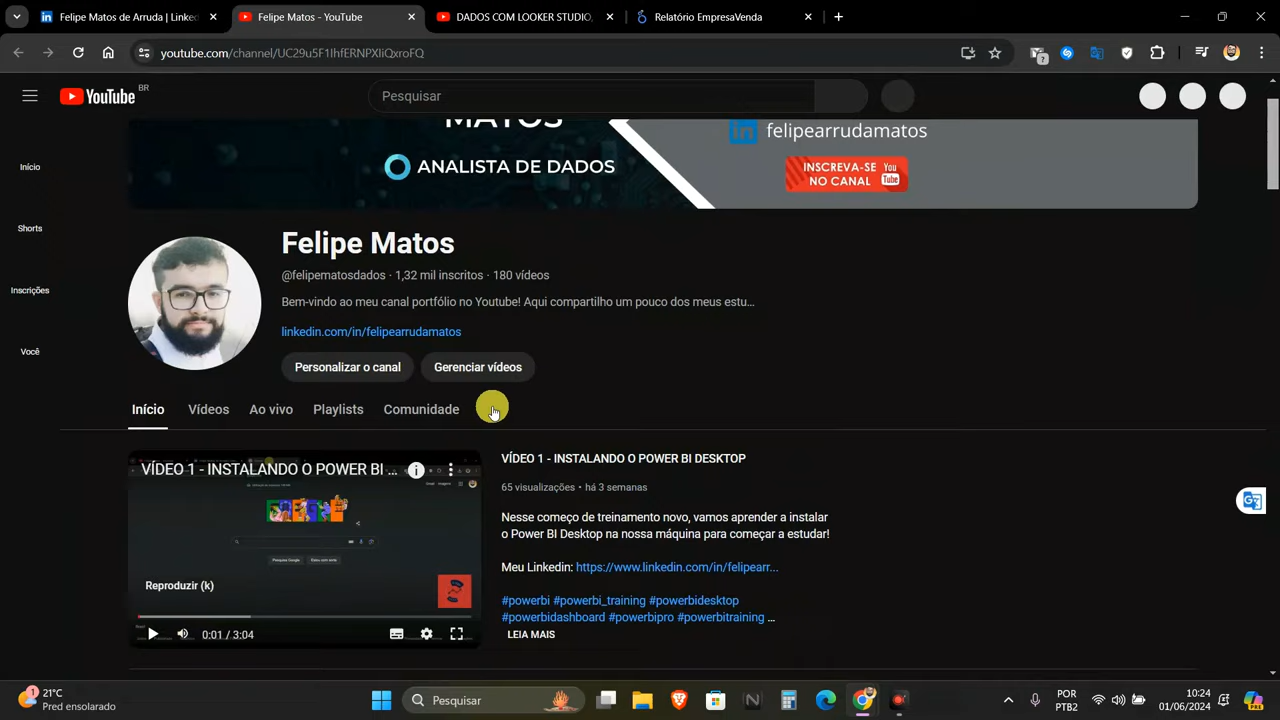 Felipe Matos de Arruda | Linked
Felipe Matos - YouTube
DADOS COM LOOKER STUDIO,
Relatório EmpresaVenda
youtube.com/channel/UC29u5F1IhfERNPXIiQxroFQ
YouTube BR
Pesquisar
MATOS
in felipearrudamatos
ANALISTA DE DADOS
INSCREVA-SE
NO CANAL
You
Tube
Início
Shorts
Inscrições
Você
Felipe Matos
@felipematosdados · 1,32 mil inscritos · 180 vídeos
Bem-vindo ao meu canal portfólio no Youtube! Aqui compartilho um pouco dos meus estu...
linkedin.com/in/felipearrudamatos
Personalizar o canal
Gerenciar vídeos
Início
Vídeos
Ao vivo
Playlists
Comunidade
VÍDEO 1 - INSTALANDO O POWER BI ...
Reproduzir (k)
0:01 / 3:04
VÍDEO 1 - INSTALANDO O POWER BI DESKTOP
65 visualizações · há 3 semanas
Nesse começo de treinamento novo, vamos aprender a instalar
o Power BI Desktop na nossa máquina para começar a estudar!
Meu Linkedin: https://www.linkedin.com/in/felipearr...
#powerbi #powerbi_training #powerbidesktop
#powerbidashboard #powerbipro #powerbitraining ...
LEIA MAIS
1
21°C
Pred ensolarado
Pesquisar
POR
PTB2
10:24
01/06/2024